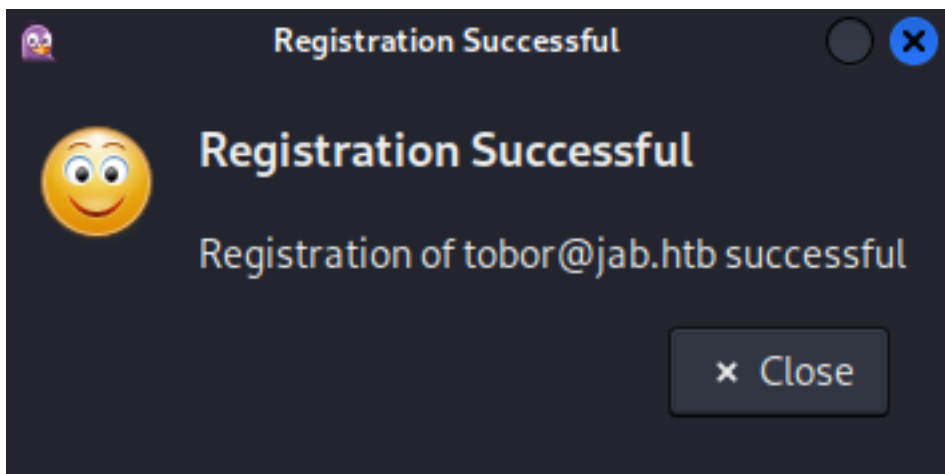 Registration Successful
Registration Successful
Registration of tobor@jab.htb successful
Close